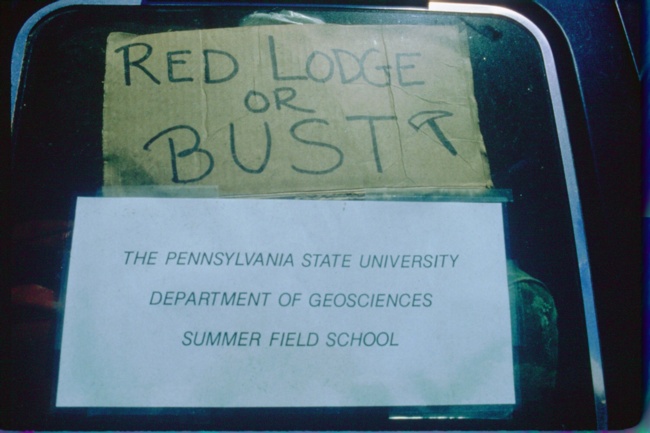 RED LODGE
OR
BUST
THE PENNSYLVANIA STATE UNIVERSITY
DEPARTMENT OF GEOSCIENCES
SUMMER FIELD SCHOOL